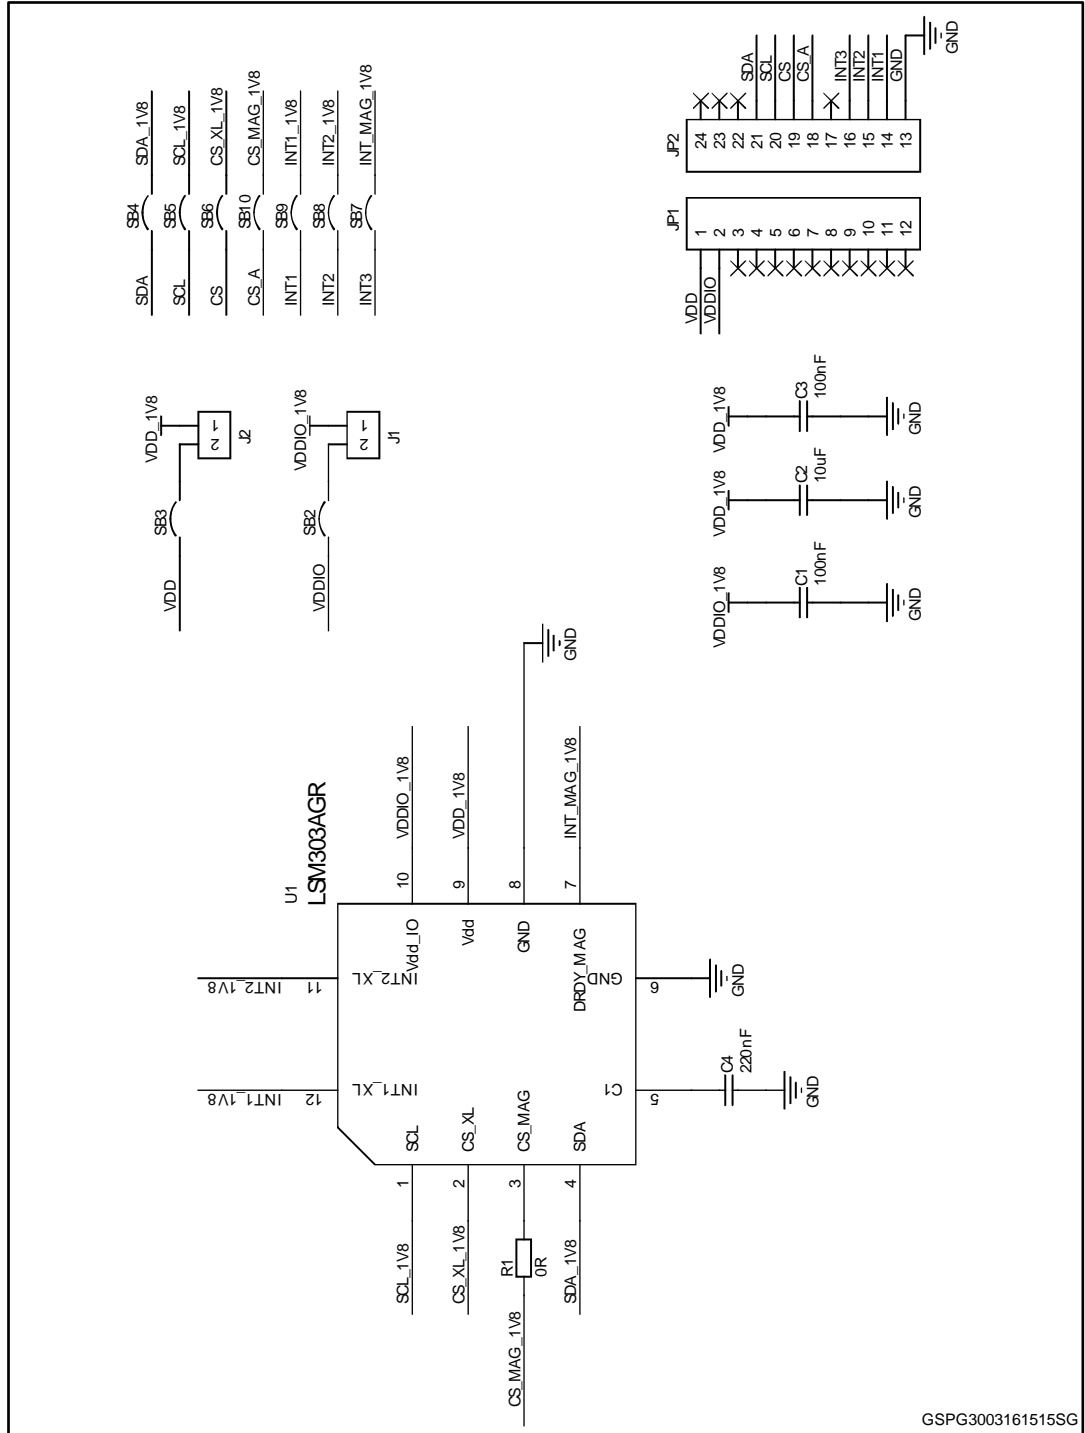 SDA
SB4
SDA_1V8
SCL
SB5
SCL_1V8
CS
SB6
CS_XL_1V8
CS_A
SB10
CS_MAG_1V8
INT1
SB9
INT1_1V8
INT2
SB8
INT2_1V8
INT3
SB7
INT_MAG_1V8
JP2
24
23
22
21 SDA
20 SCL
19 CS
18 CS_A
17
16 INT3
15 INT2
14 INT1
13 GND
GND
JP1
VDD 1
VDDIO 2
3
4
5
6
7
8
9
10
11
12
VDD
SB3
VDD_1V8
1
2
J2
VDDIO
SB2
VDDIO_1V8
1
2
J1
VDD_1V8
C3
100nF
GND
VDD_1V8
C2
10uF
GND
VDDIO_1V8
C1
100nF
GND
U1
LSM303AGR
SCL_1V8 1 SCL
CS_XL_1V8 2 CS_XL
CS_MAG_1V8
R1
0R
3 CS_MAG
SDA_1V8 4 SDA
Vdd_IO 10 VDDIO_1V8
Vdd 9 VDD_1V8
GND 8
GND
DRDY_MAG 7 INT_MAG_1V8
INT1_1V8 12 INT1_XL
INT2_1V8 11 INT2_XL
C1 5
C4
220nF
GND
GND 6
GND
GSPG3003161515SG